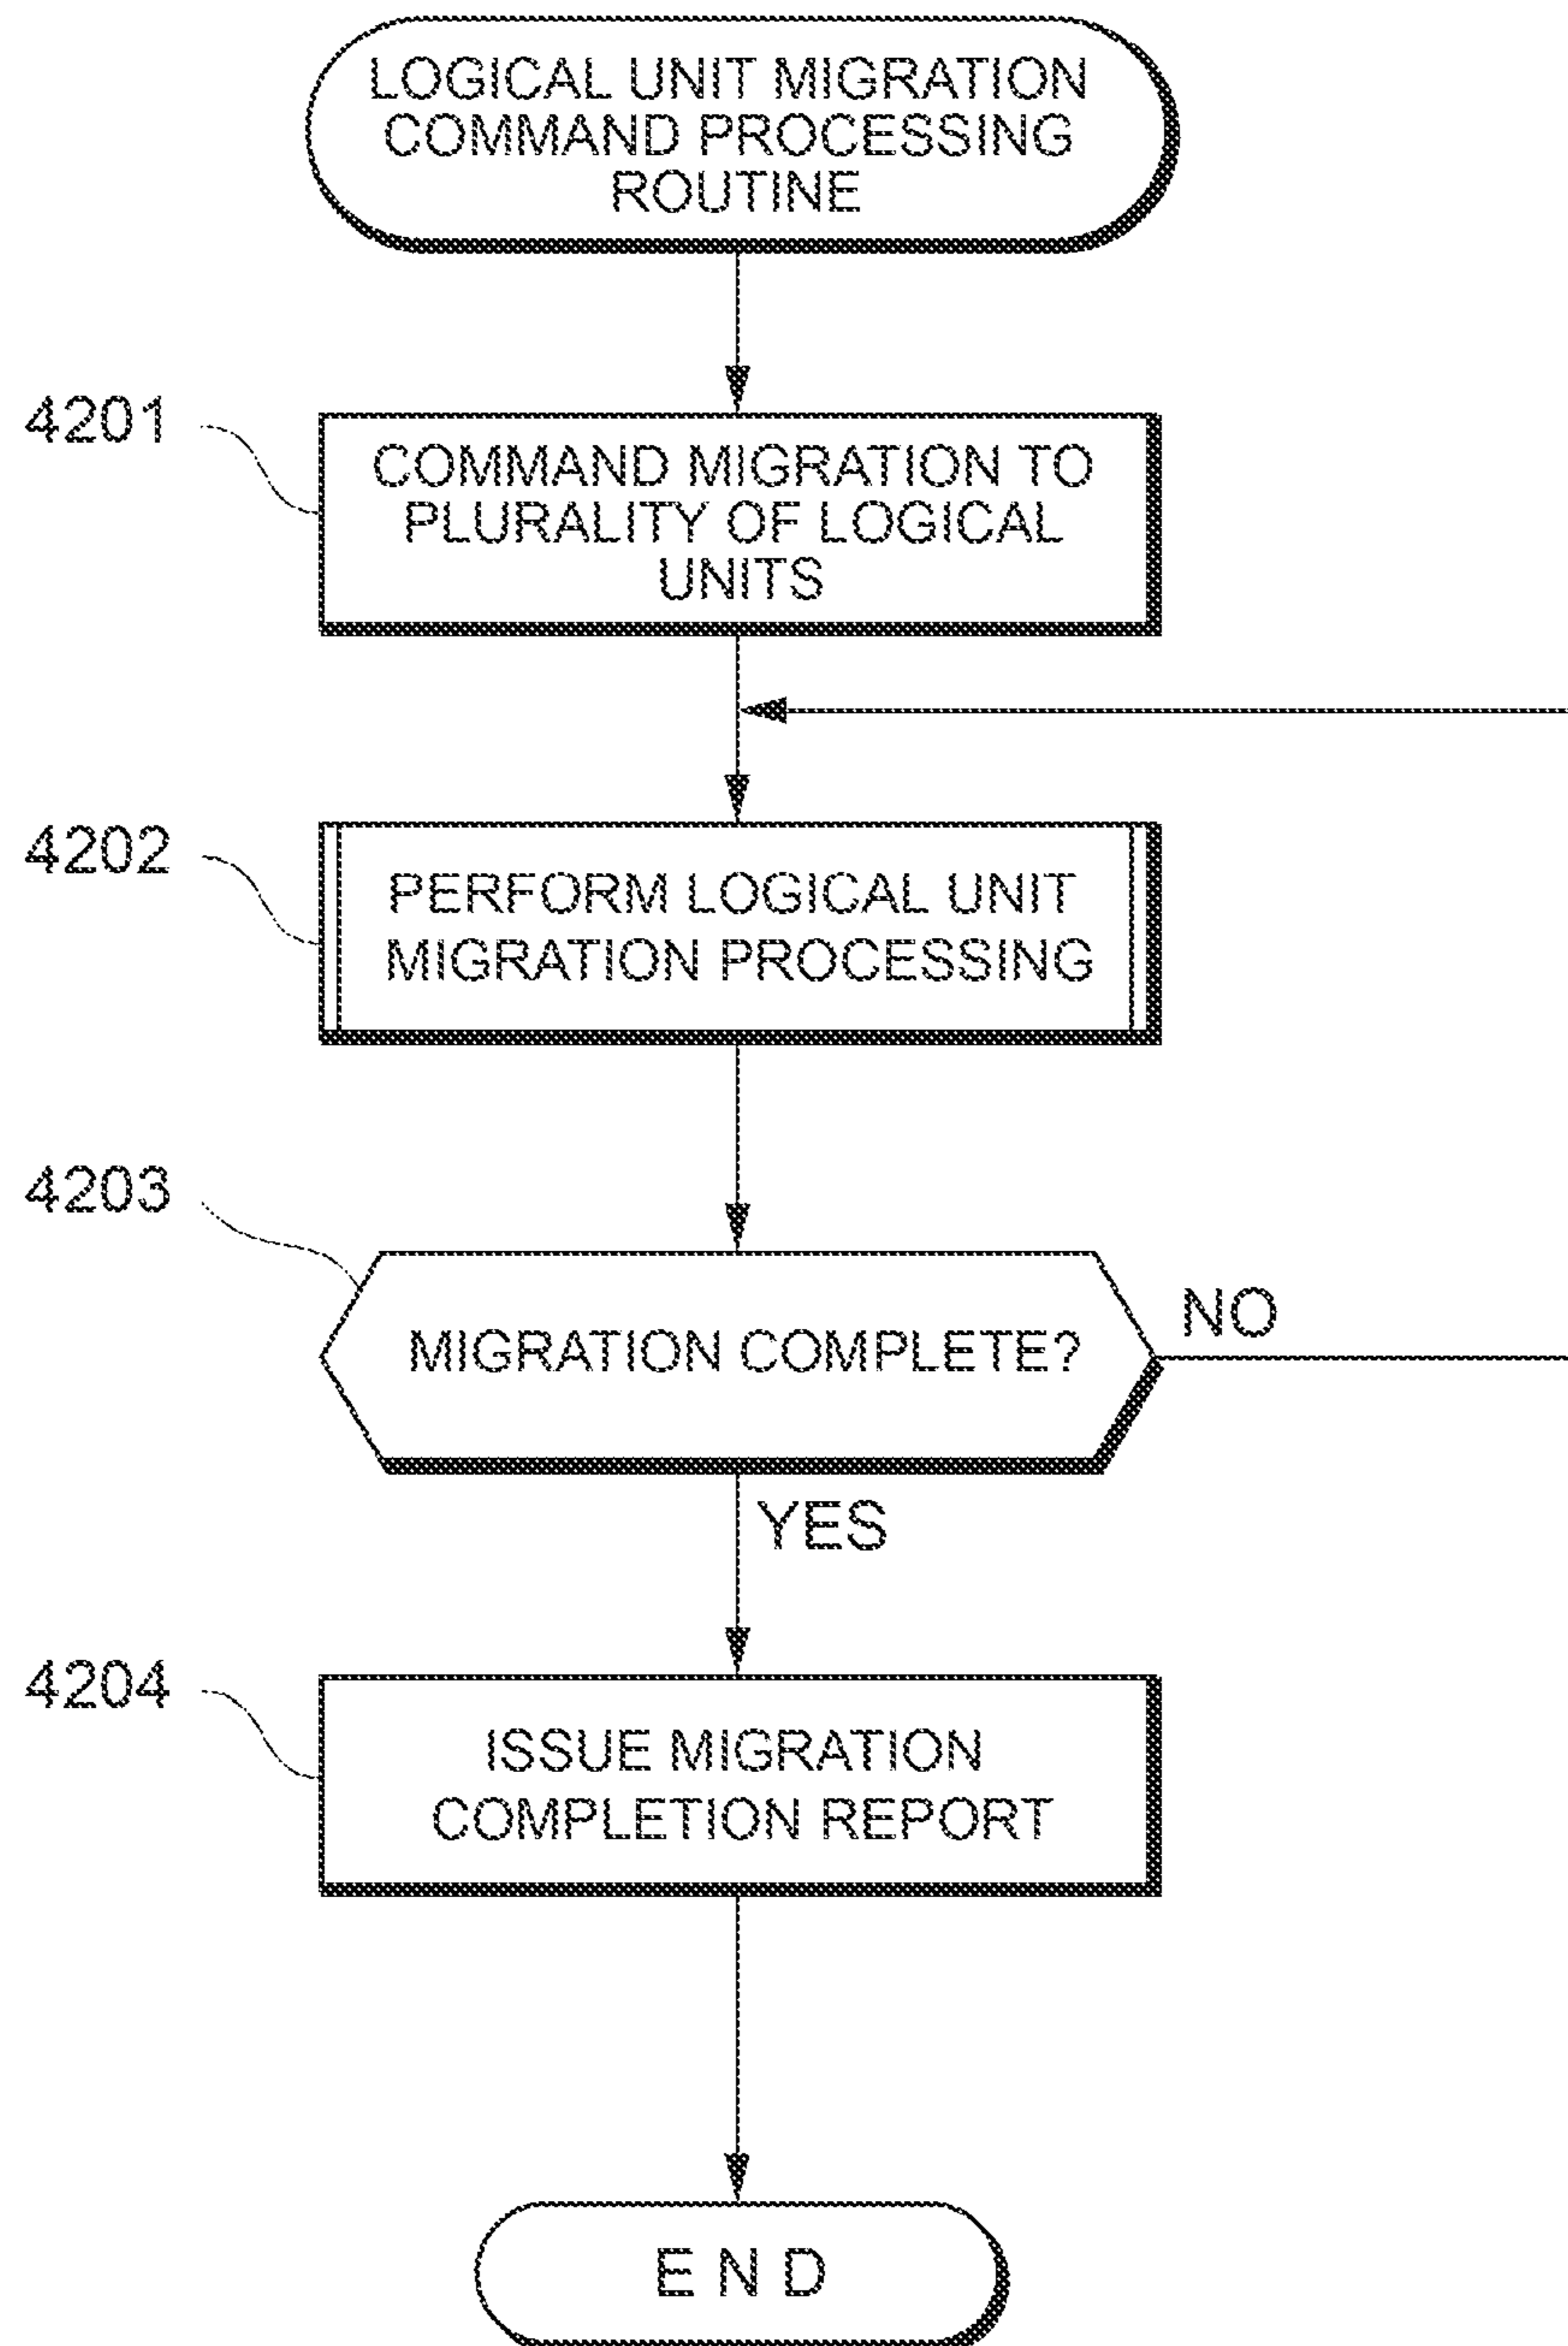 LOGICAL UNIT MIGRATION
COMMAND PROCESSING
ROUTINE
4201
COMMAND MIGRATION TO
PLURALITY OF LOGICAL
UNITS
4202
PERFORM LOGICAL UNIT
MIGRATION PROCESSING
4203
MIGRATION COMPLETE?
NO
YES
4204
ISSUE MIGRATION
COMPLETION REPORT
END